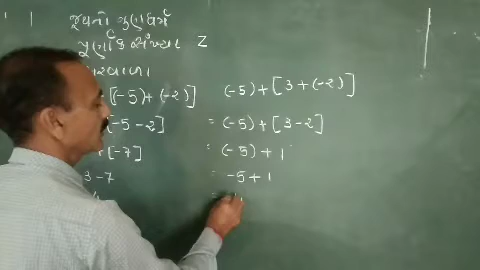 જૂથનો ગુણધર્મ
પૂર્ણાંક સંખ્યા Z
સરવાળા
[(-5)+(-2)] (-5)+[3+(-2)]
[-5-2] =(-5)+[3-2]
[-7] =(-5)+1
3-7 =-5+1
=